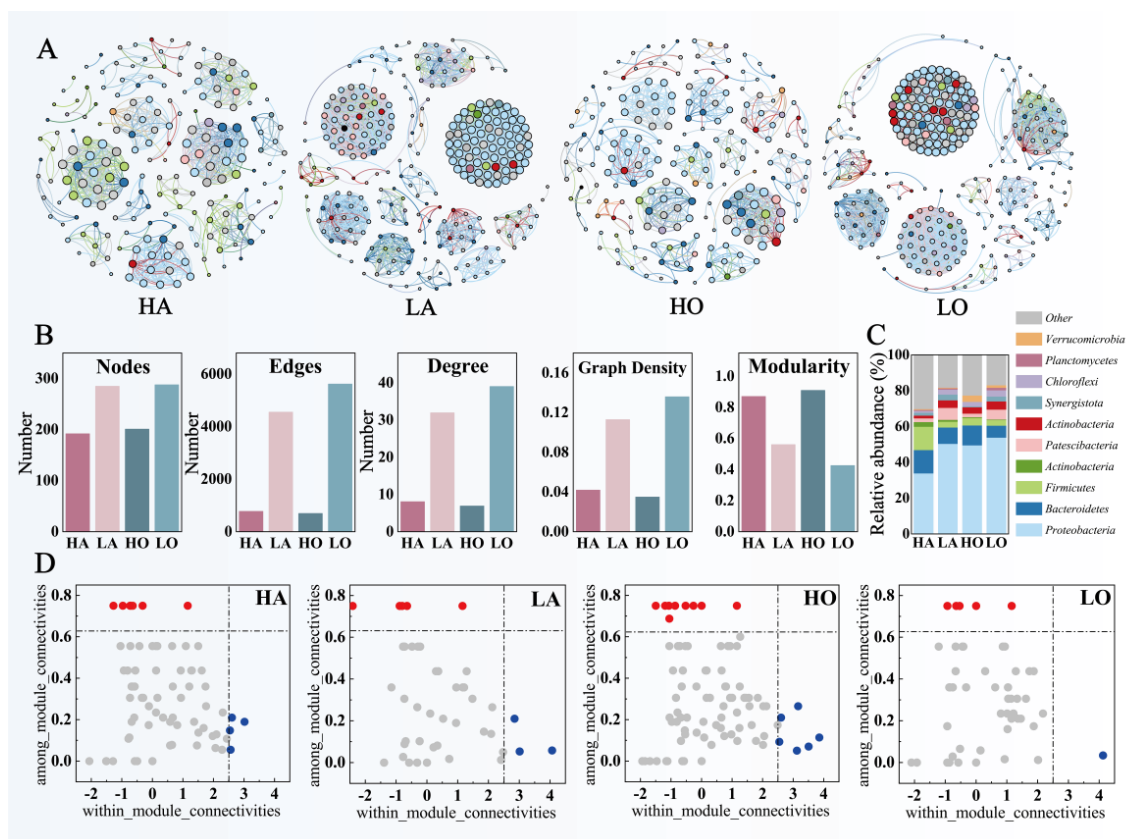 A
HA
LA
HO
LO
B
Nodes
Number
300
200
100
0
HA LA HO LO
Edges
6000
4000
2000
0
HA LA HO LO
Degree
Number
40
30
20
10
0
HA LA HO LO
Graph Density
0.16
0.12
0.08
0.04
0.00
HA LA HO LO
Modularity
1.0
0.8
0.6
0.4
0.2
0.0
HA LA HO LO
C
Relative abundance (%)
100
80
60
40
20
0
HA LA HO LO
Other
Verrucomicrobia
Planctomycetes
Chloroflexi
Synergistota
Actinobacteria
Patescibacteria
Actinobacteria
Firmicutes
Bacteroidetes
Proteobacteria
D
HA
among_module_connectivities
0.8
0.6
0.4
0.2
0.0
-2 -1 0 1 2 3 4
within_module_connectivities
LA
among_module_connectivities
0.8
0.6
0.4
0.2
0.0
-2 -1 0 1 2 3 4
within_module_connectivities
HO
among_module_connectivities
0.8
0.6
0.4
0.2
0.0
-2 -1 0 1 2 3 4
within_module_connectivities
LO
among_module_connectivities
0.8
0.6
0.4
0.2
0.0
-2 -1 0 1 2 3 4
within_module_connectivities